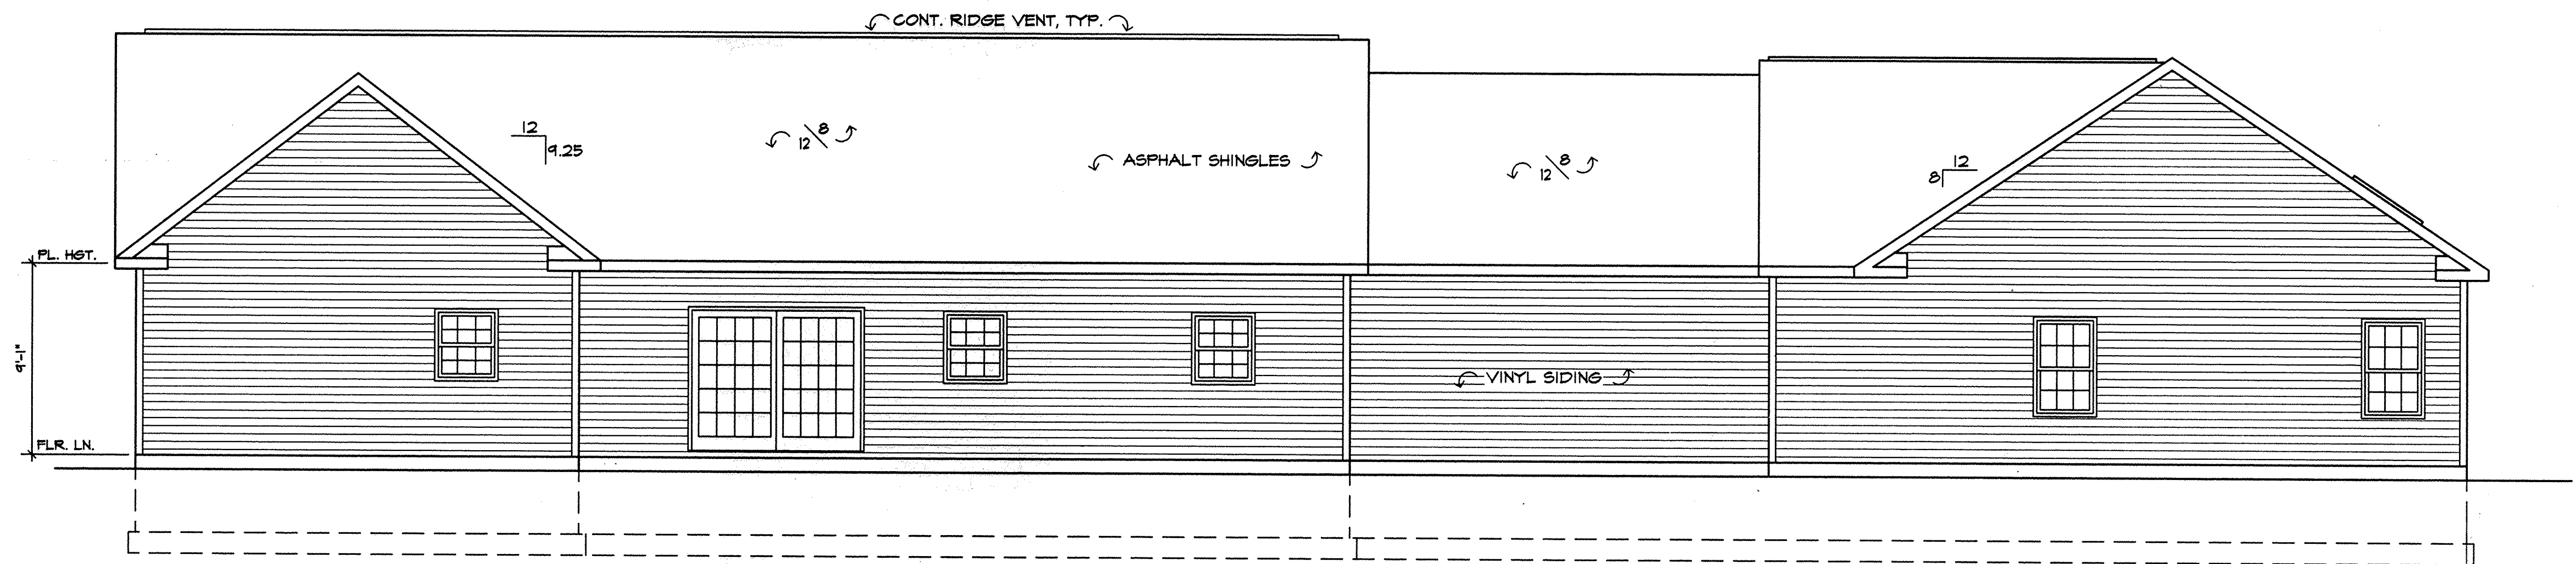 CONT. RIDGE VENT, TYP.
12
9.25
12 8
ASPHALT SHINGLES
12 8
12
8
PL. HGT.
9'-1"
VINYL SIDING
FLR. LN.